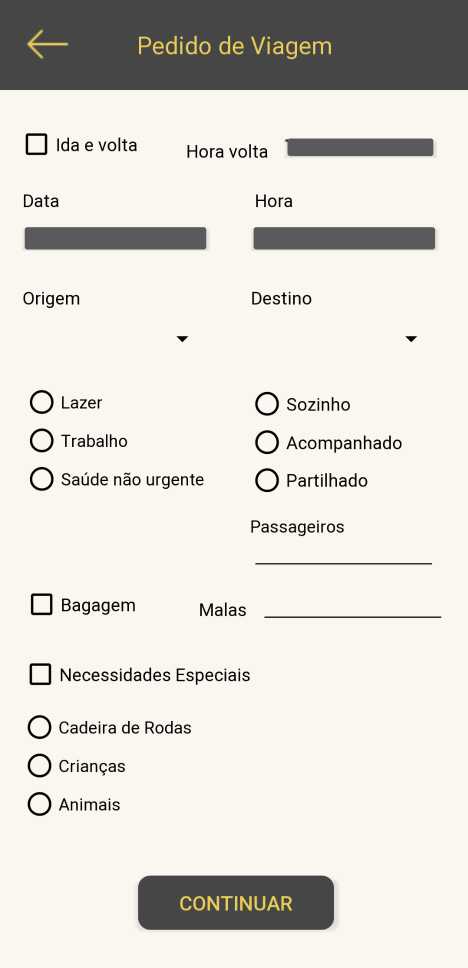 Pedido de Viagem
Ida e volta
Hora volta
Data
Hora
Origem
Destino
Lazer
Sozinho
Trabalho
Acompanhado
Saúde não urgente
Partilhado
Passageiros
Bagagem
Malas
Necessidades Especiais
Cadeira de Rodas
Crianças
Animais
CONTINUAR